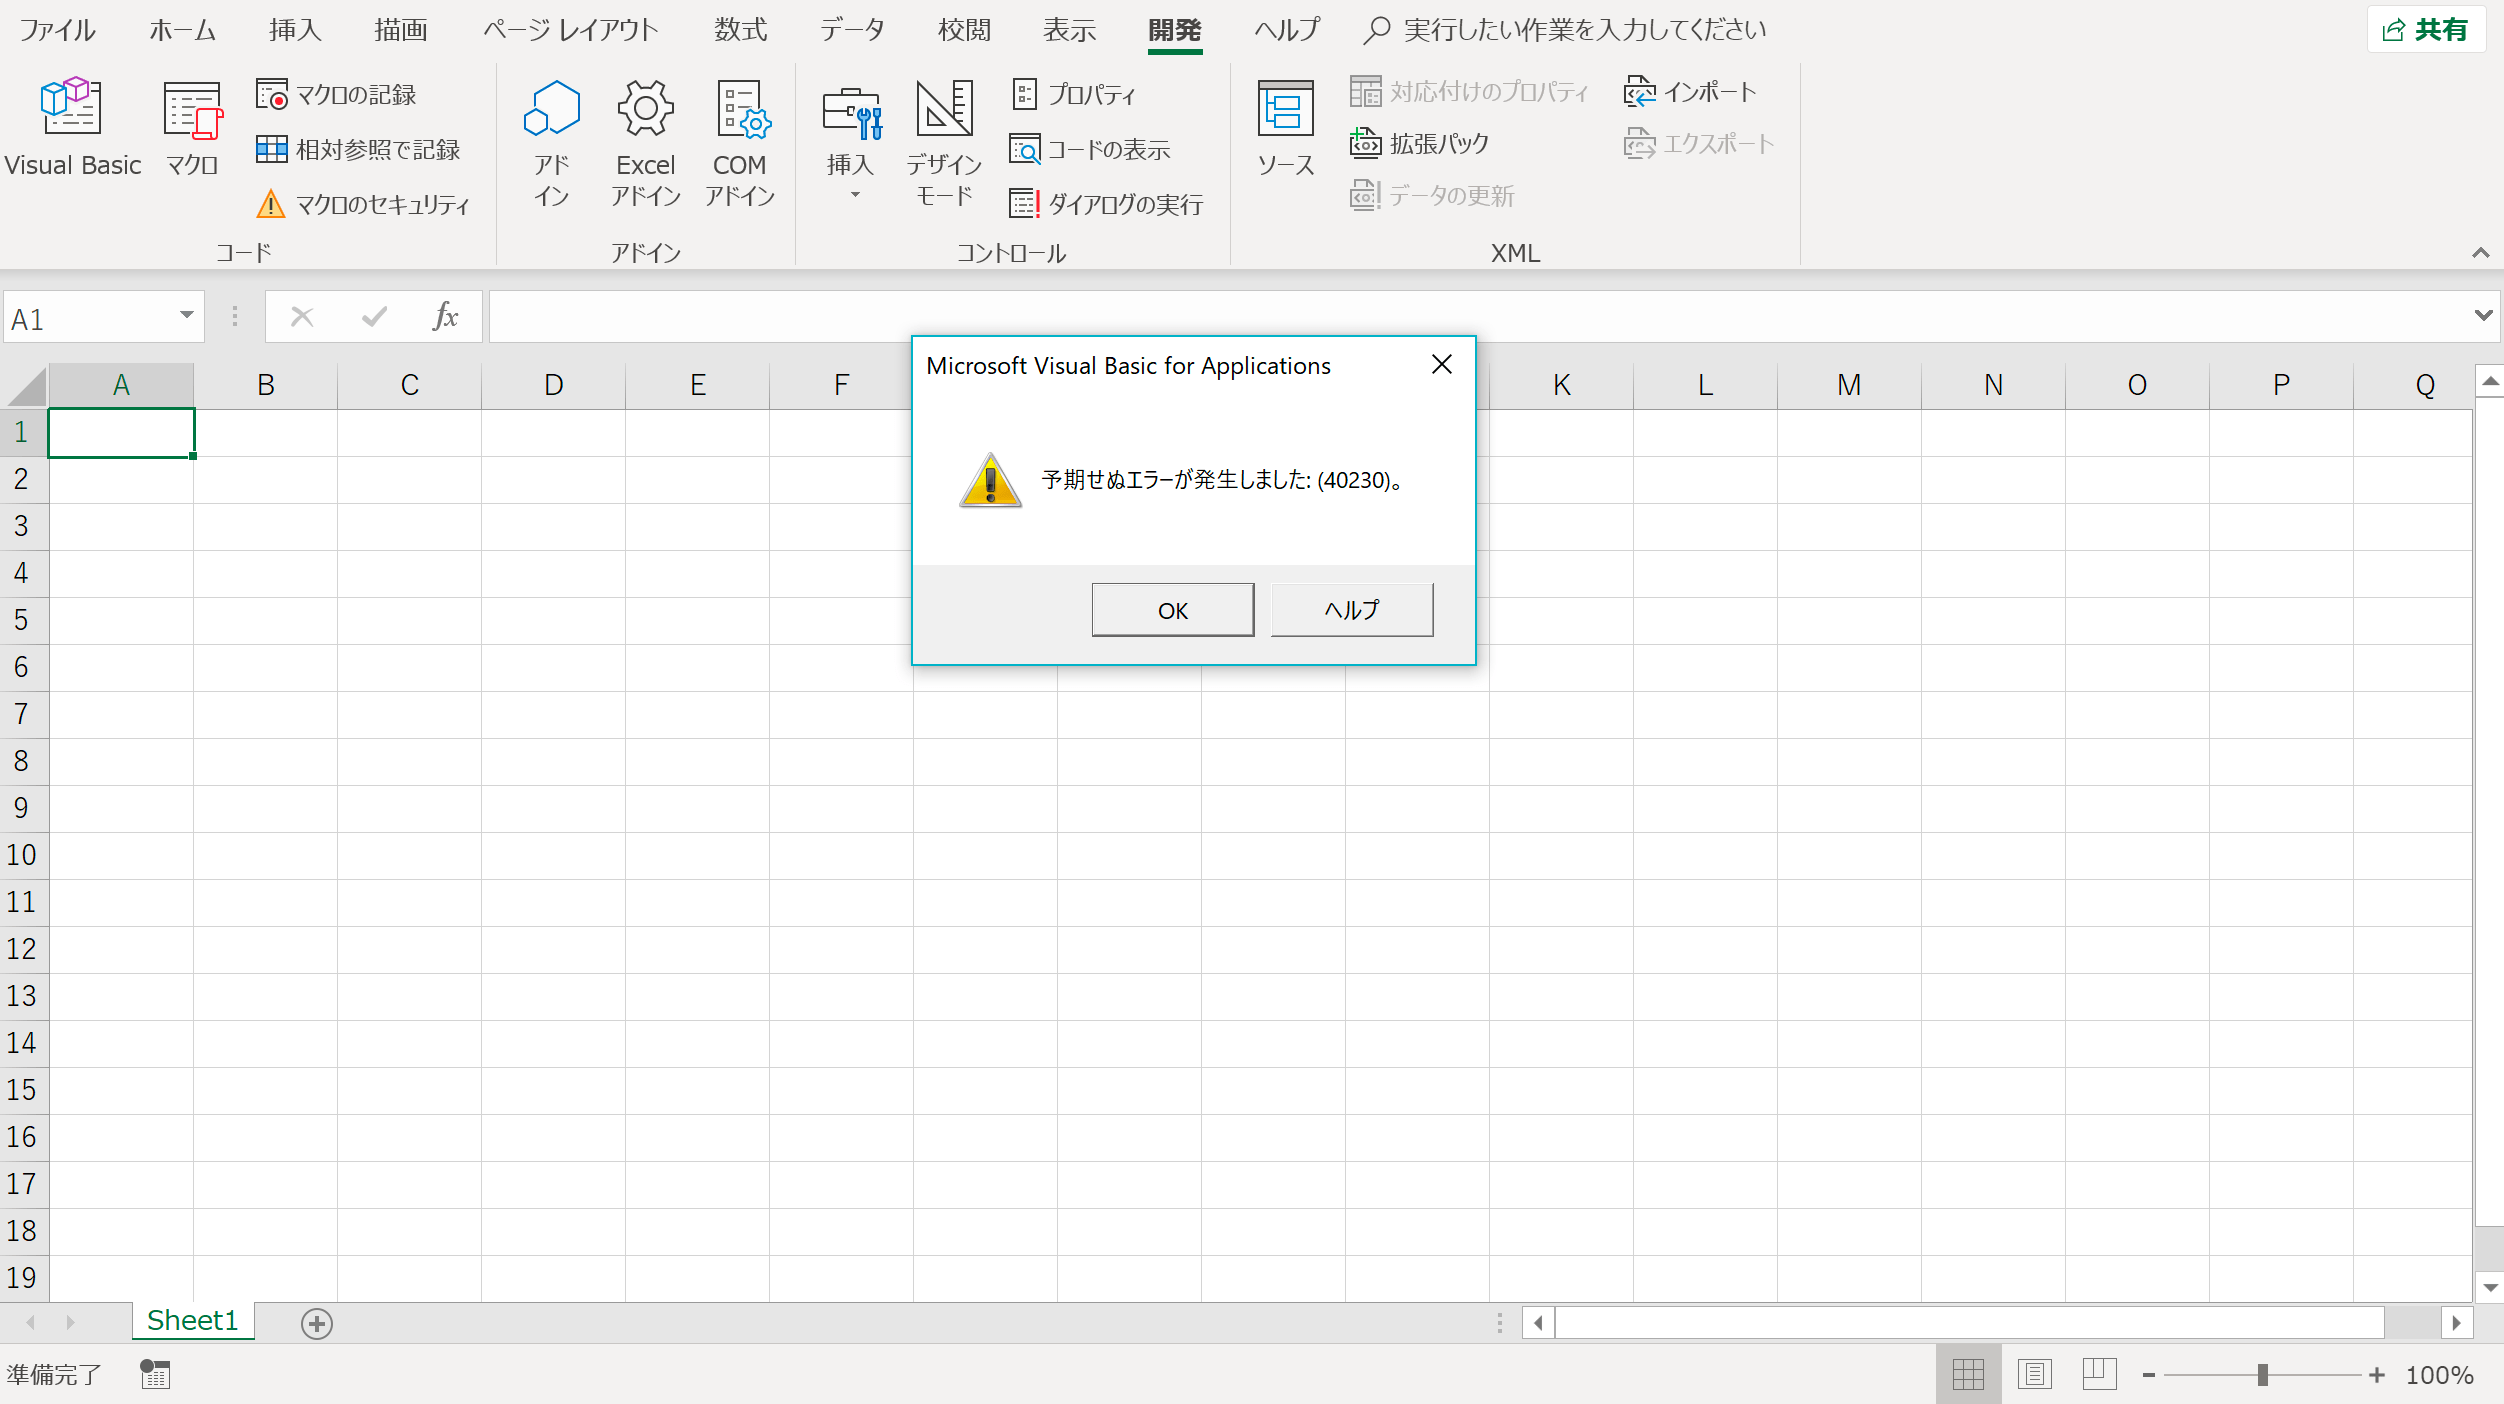 ファイル ホーム 挿入 描画 ページ レイアウト 数式 データ 校閲 表示 開発 ヘルプ 実行したい作業を入力してください 共有
Visual Basic
マクロ
マクロの記録
相対参照で記録
マクロのセキュリティ
コード
アド
イン
Excel
アドイン
COM
アドイン
アドイン
挿入
デザイン
モード
プロパティ
コードの表示
ダイアログの実行
コントロール
ソース
対応付けのプロパティ
拡張パック
データの更新
インポート
エクスポート
XML
A1
fx
A B C D E F K L M N O P Q
1
2
3
4
5
6
7
8
9
10
11
12
13
14
15
16
17
18
19
Microsoft Visual Basic for Applications
予期せぬエラーが発生しました: (40230)。
OK ヘルプ
Sheet1
準備完了
100%